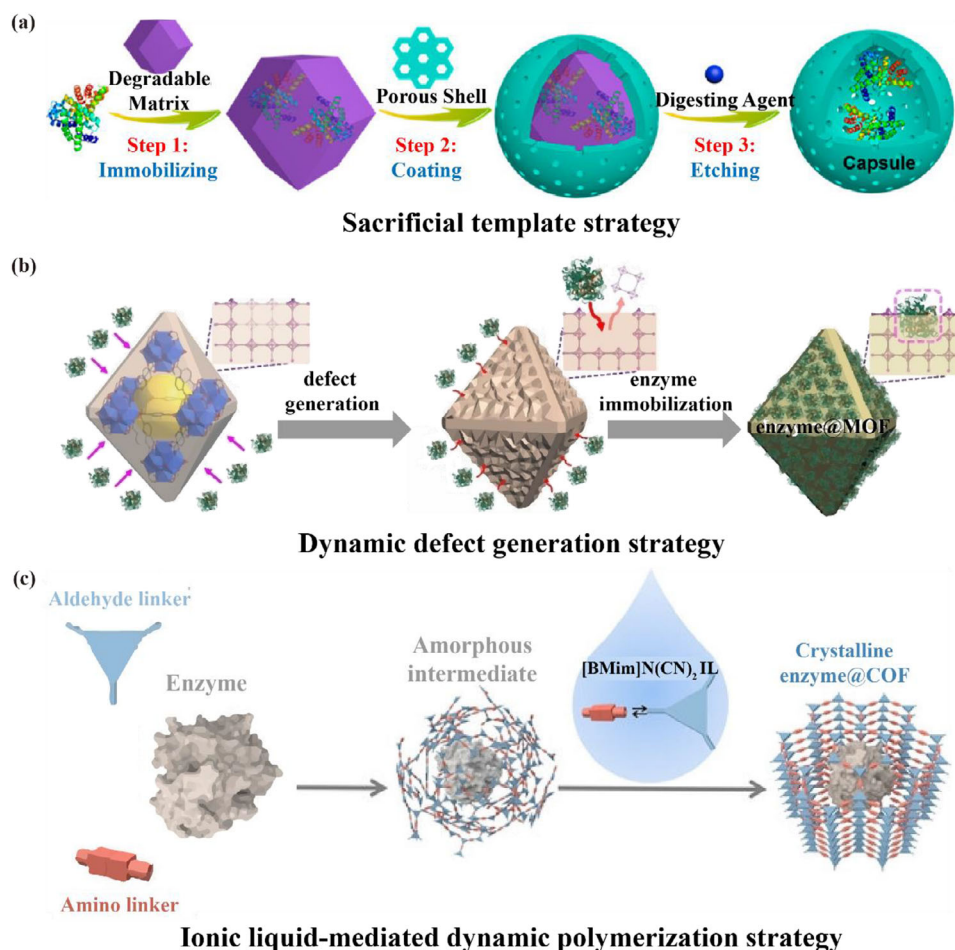 (a)
Degradable
Matrix
Step 1:
Immobilizing
Porous Shell
Step 2:
Coating
Digesting Agent
Step 3:
Etching
Capsule
Sacrificial template strategy
(b)
defect
generation
enzyme
immobilization
enzyme@MOF
Dynamic defect generation strategy
(c)
Aldehyde linker
Enzyme
Amino linker
Amorphous
intermediate
[BMim]N(CN)₂ IL
Crystalline
enzyme@COF
Ionic liquid-mediated dynamic polymerization strategy